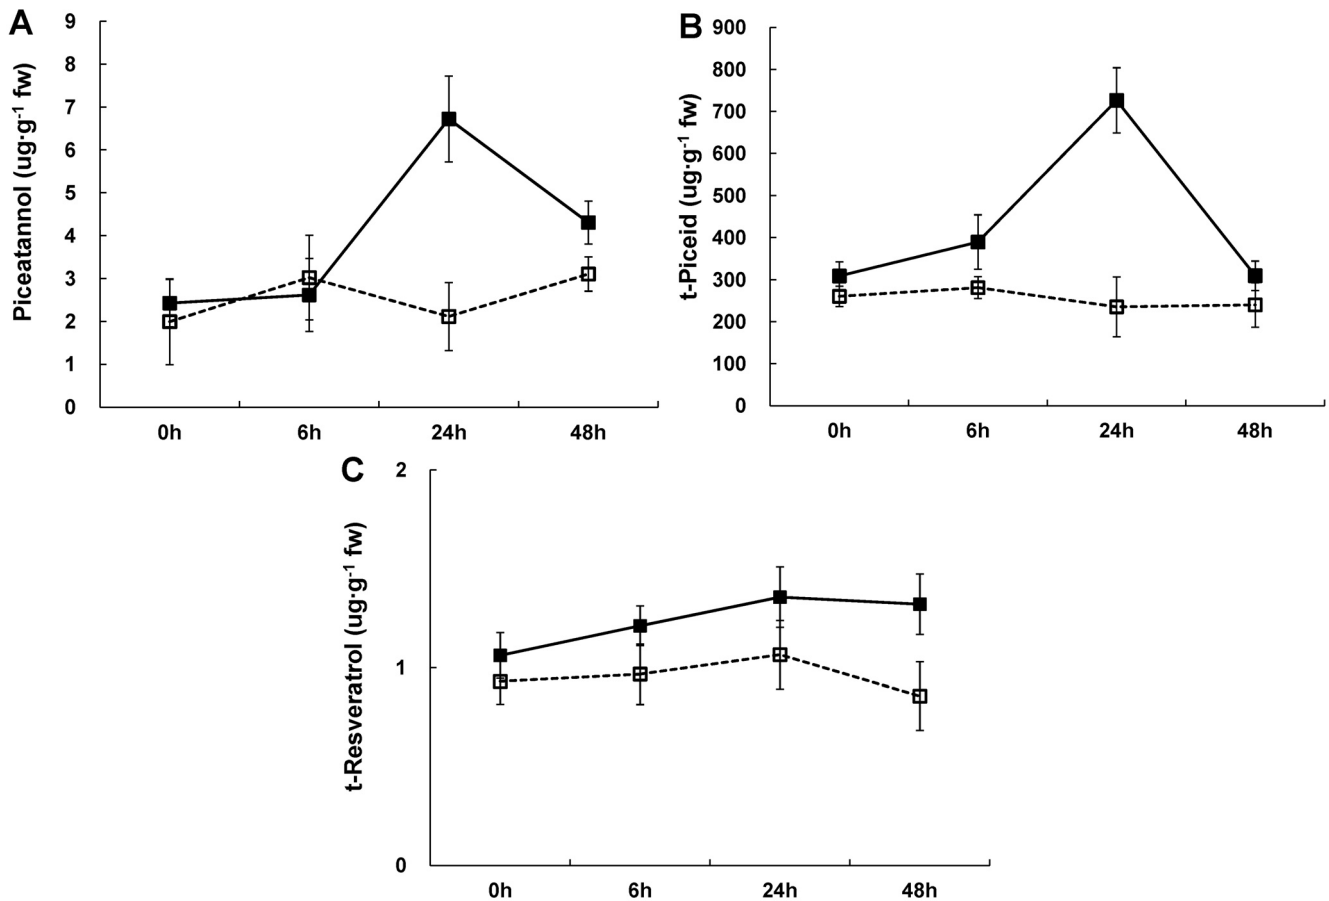 A
Piceatannol (ug·g⁻¹ fw)
9
8
7
6
5
4
3
2
1
0
0h 6h 24h 48h
B
t-Piceid (ug·g⁻¹ fw)
900
800
700
600
500
400
300
200
100
0
0h 6h 24h 48h
C
t-Resveratrol (ug·g⁻¹ fw)
2
1
0
0h 6h 24h 48h